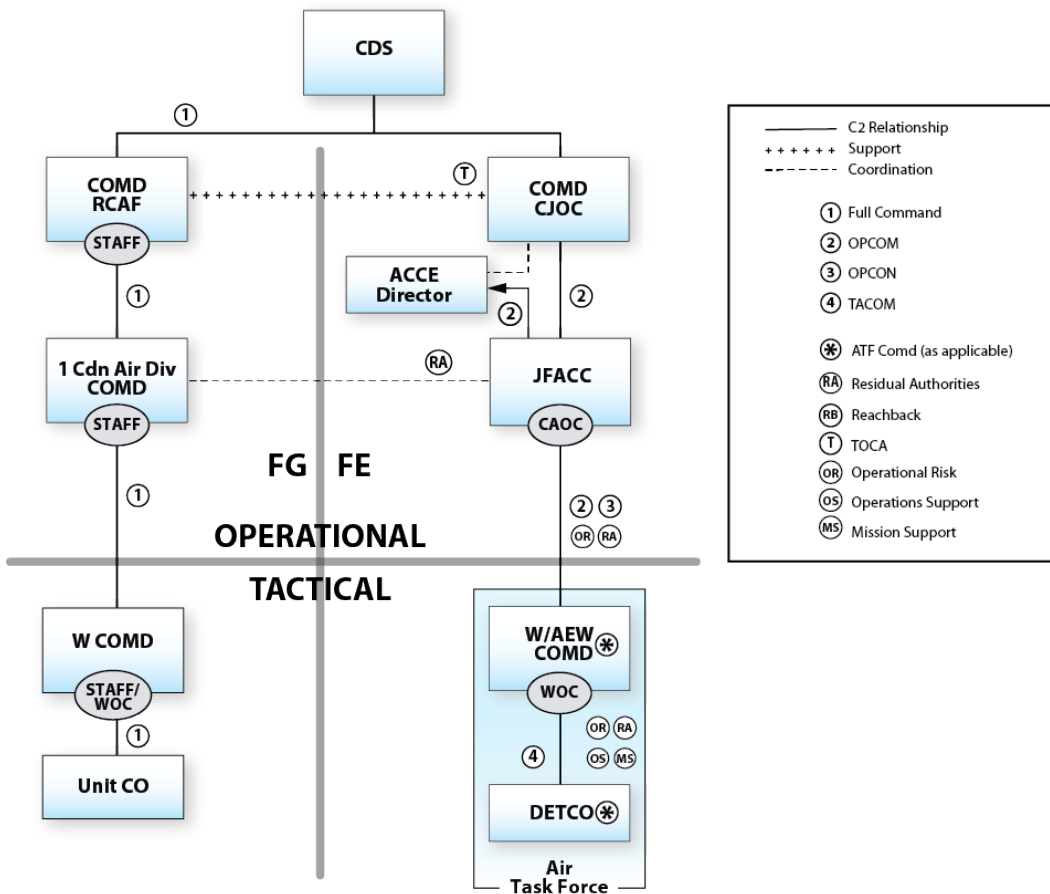 CDS
1
COMD
RCAF
STAFF
T
COMD
CJOC
ACCE
Director
1
2
2
1 Cdn Air Div
COMD
STAFF
RA
JFACC
CAOC
1
FG FE
OPERATIONAL
2 3
OR RA
TACTICAL
W COMD
STAFF/
WOC
1
Unit CO
W/AEW
COMD *
WOC
OR RA
4
OS MS
DETCO *
Air
Task Force
C2 Relationship
Support
Coordination
1 Full Command
2 OPCOM
3 OPCON
4 TACOM
* ATF Comd (as applicable)
RA Residual Authorities
RB Reachback
T TOCA
OR Operational Risk
OS Operations Support
MS Mission Support